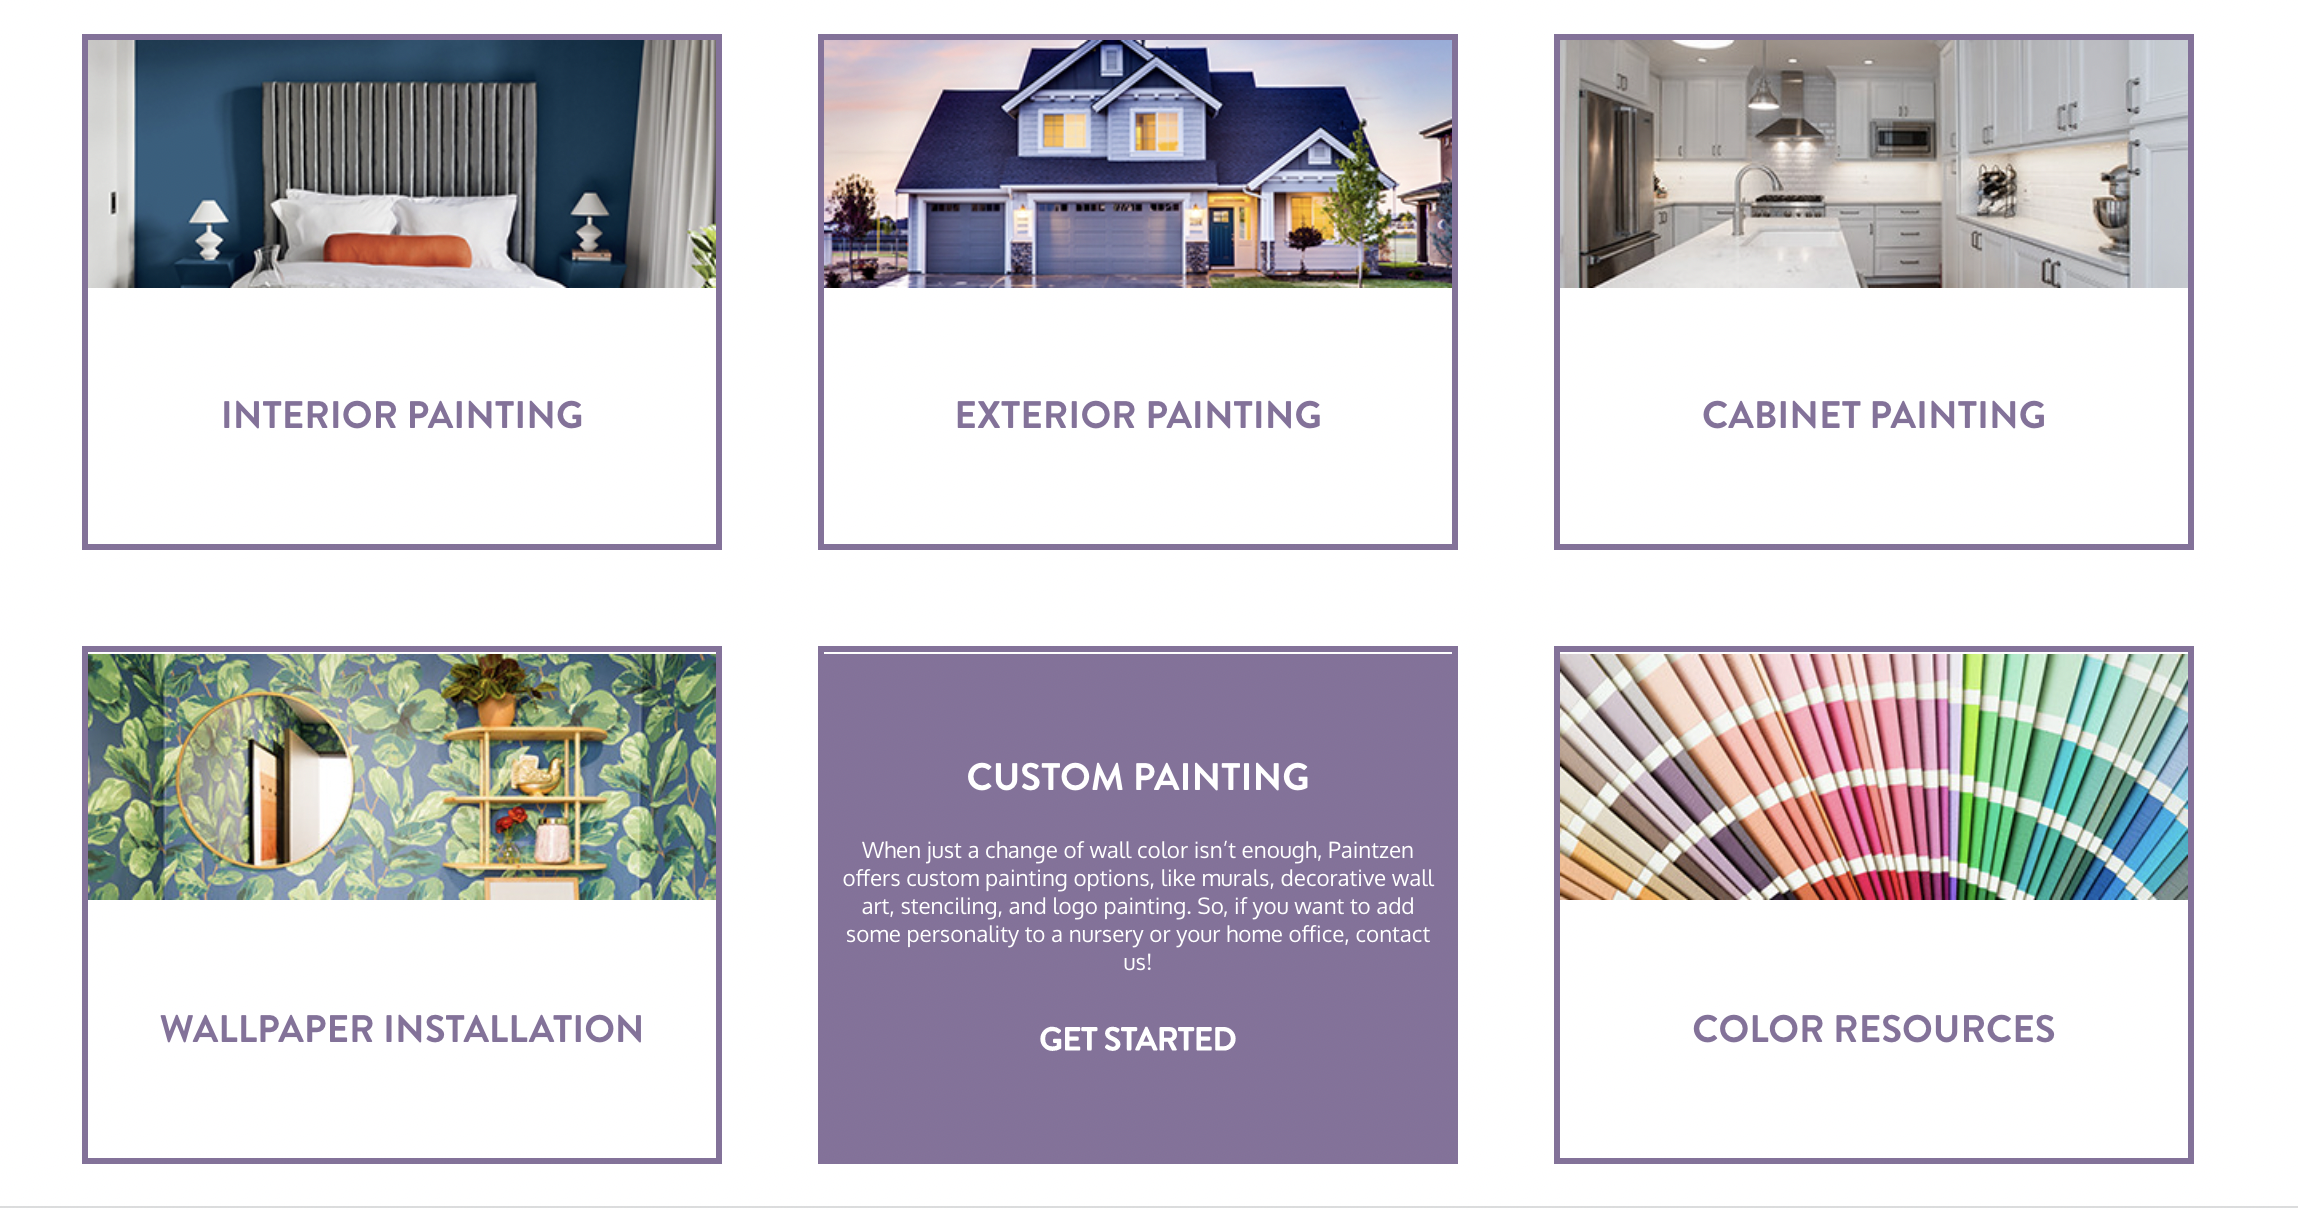 INTERIOR PAINTING
EXTERIOR PAINTING
CABINET PAINTING
WALLPAPER INSTALLATION
CUSTOM PAINTING
When just a change of wall color isn’t enough, Paintzen
offers custom painting options, like murals, decorative wall
art, stenciling, and logo painting. So, if you want to add
some personality to a nursery or your home office, contact
us!
GET STARTED
COLOR RESOURCES